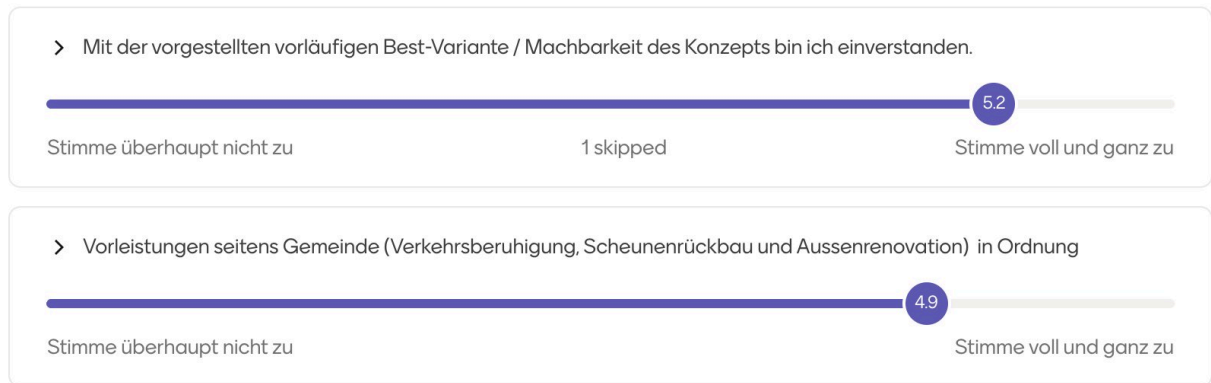 Mit der vorgestellten vorläufigen Best-Variante / Machbarkeit des Konzepts bin ich einverstanden.
5.2
Stimme überhaupt nicht zu 1 skipped Stimme voll und ganz zu
Vorleistungen seitens Gemeinde (Verkehrsberuhigung, Scheunenrückbau und Aussenrenovation) in Ordnung
4.9
Stimme überhaupt nicht zu Stimme voll und ganz zu